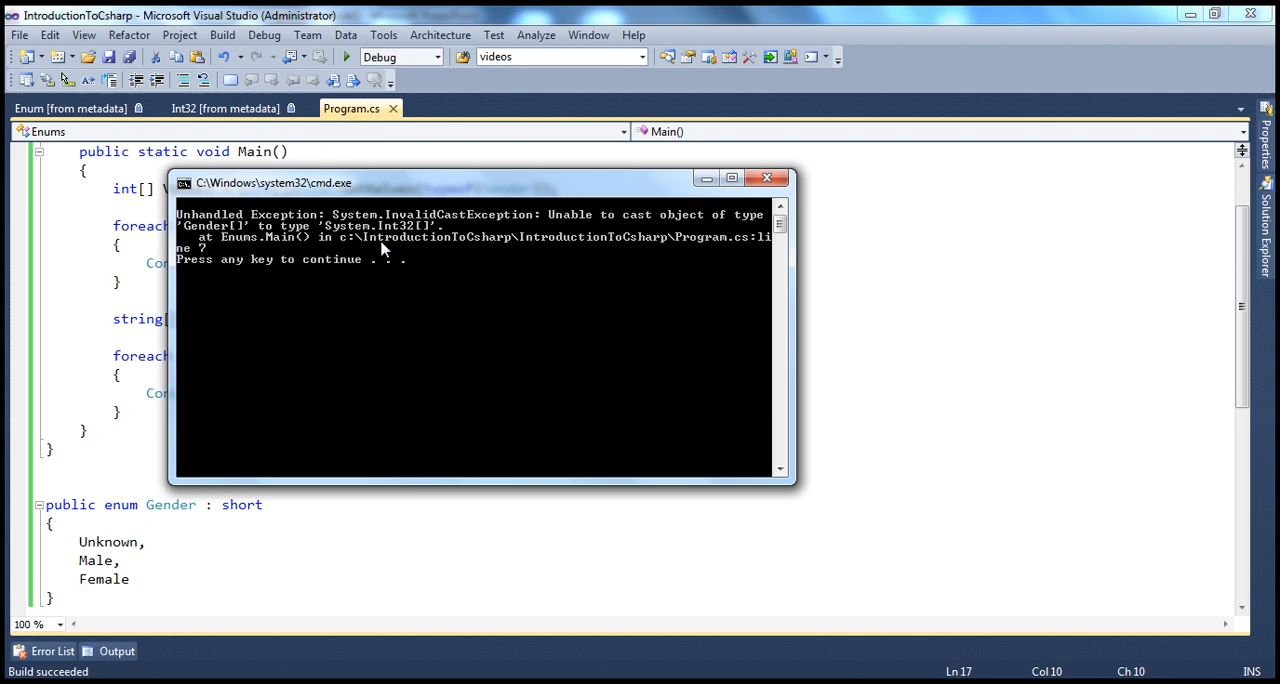 IntroductionToCsharp - Microsoft Visual Studio (Administrator)
File Edit View Refactor Project Build Debug Team Data Tools Architecture Test Analyze Window Help
Debug videos
Enum [from metadata] Int32 [from metadata] Program.cs
Enums Main()
public static void Main()
{
int[]
foreach
{
Con
}
string[
foreach
{
Con
}
}
}
public enum Gender : short
{
Unknown,
Male,
Female
}
C:\Windows\system32\cmd.exe
Unhandled Exception: System.InvalidCastException: Unable to cast object of type
'Gender[]' to type 'System.Int32[]'.
at Enums.Main() in c:\IntroductionToCsharp\IntroductionToCsharp\Program.cs:li
ne 7
Press any key to continue . . .
Properties
Solution Explorer
100 %
Error List Output
Build succeeded Ln 17 Col 10 Ch 10 INS